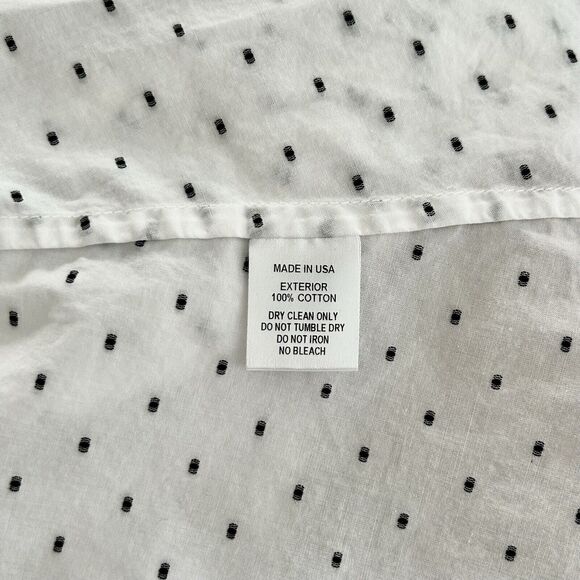 MADE IN USA
EXTERIOR
100% COTTON
DRY CLEAN ONLY
DO NOT TUMBLE DRY
DO NOT IRON
NO BLEACH